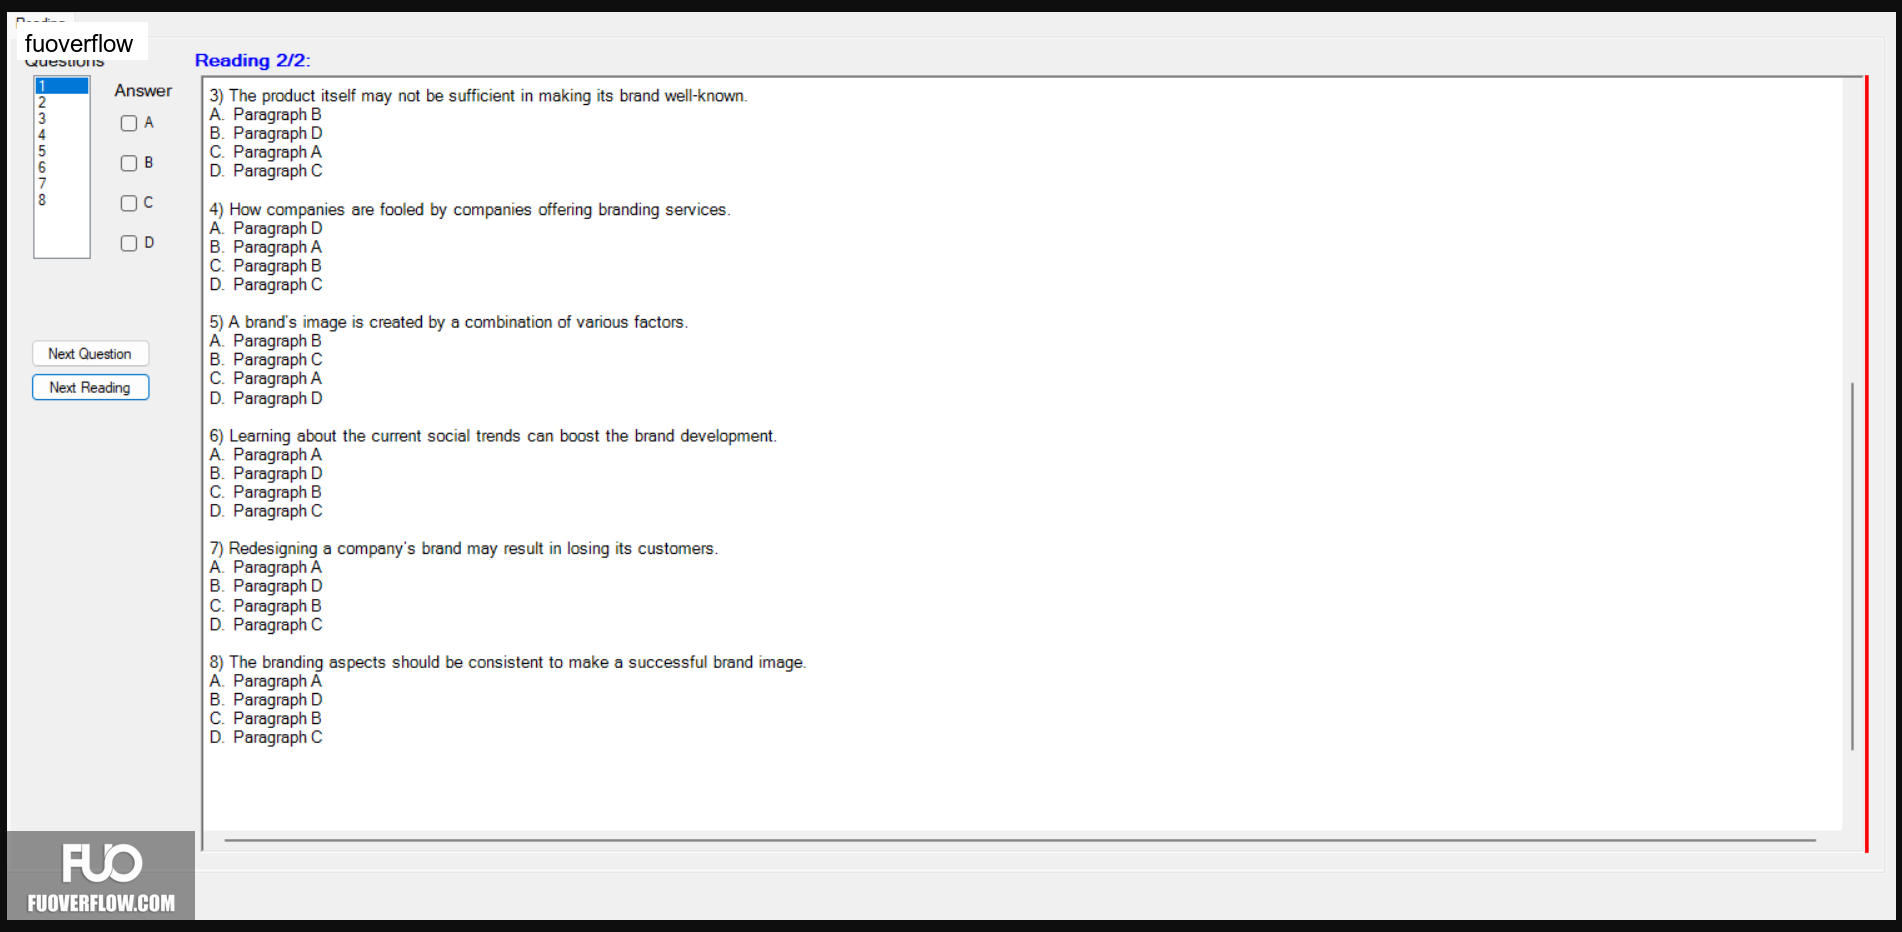 fuoverflow
Questions
Reading 2/2:
1
2
3
4
5
6
7
8
Answer
A
B
C
D
Next Question
Next Reading
3) The product itself may not be sufficient in making its brand well-known.
A. Paragraph B
B. Paragraph D
C. Paragraph A
D. Paragraph C
4) How companies are fooled by companies offering branding services.
A. Paragraph D
B. Paragraph A
C. Paragraph B
D. Paragraph C
5) A brand's image is created by a combination of various factors.
A. Paragraph B
B. Paragraph C
C. Paragraph A
D. Paragraph D
6) Learning about the current social trends can boost the brand development.
A. Paragraph A
B. Paragraph D
C. Paragraph B
D. Paragraph C
7) Redesigning a company's brand may result in losing its customers.
A. Paragraph A
B. Paragraph D
C. Paragraph B
D. Paragraph C
8) The branding aspects should be consistent to make a successful brand image.
A. Paragraph A
B. Paragraph D
C. Paragraph B
D. Paragraph C
FUO
FUOVERFLOW.COM